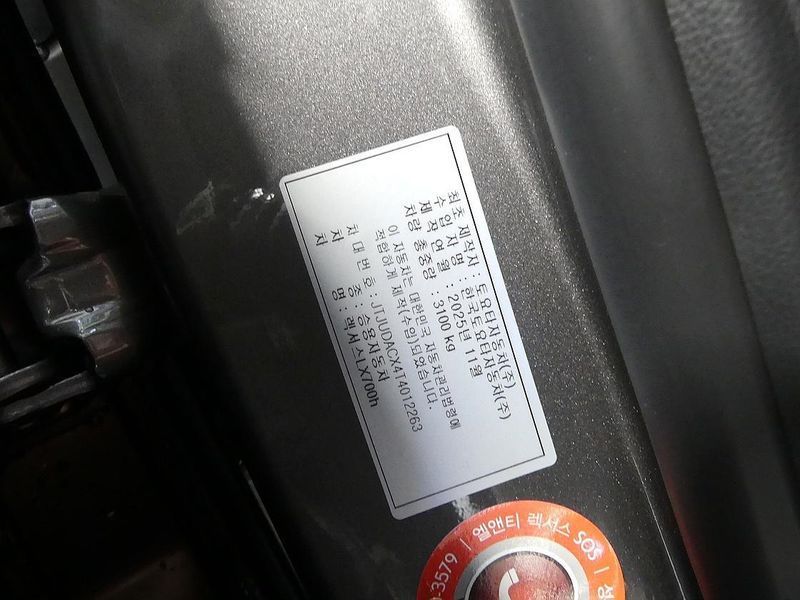 최초 제작자 : 토요타자동차(주)
수입자명 : 한국토요타자동차(주)
제작연월 : 2025년 11월
차량 총중량 : 3100 kg
이 자동차는 대한민국 자동차관리법령에
적합하게 제작(수입)되었습니다.
차대번호 : JTJUDACX4T4012263
차종 : 승용자동차
차명 : 렉서스LX700h
-3579 | 엘앤티 렉서스 SOS |